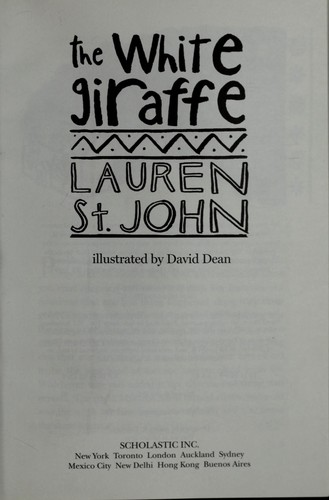 the White
giraffe
LAUREN
St. JOHN
illustrated by David Dean
SCHOLASTIC INC.
New York Toronto London Auckland Sydney
Mexico City New Delhi Hong Kong Buenos Aires